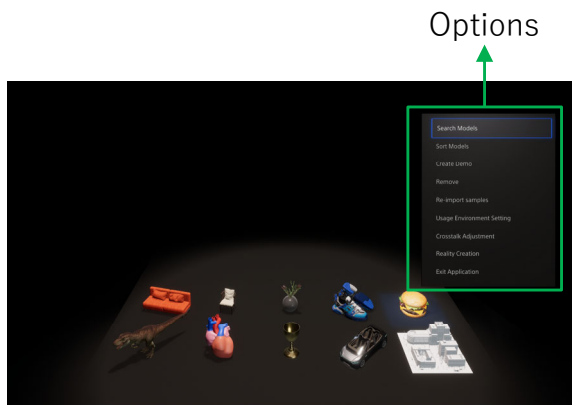 Options
Search Models
Sort Models
Create Demo
Remove
Re-import samples
Usage Environment Setting
Crosstalk Adjustment
Reality Creation
Exit Application